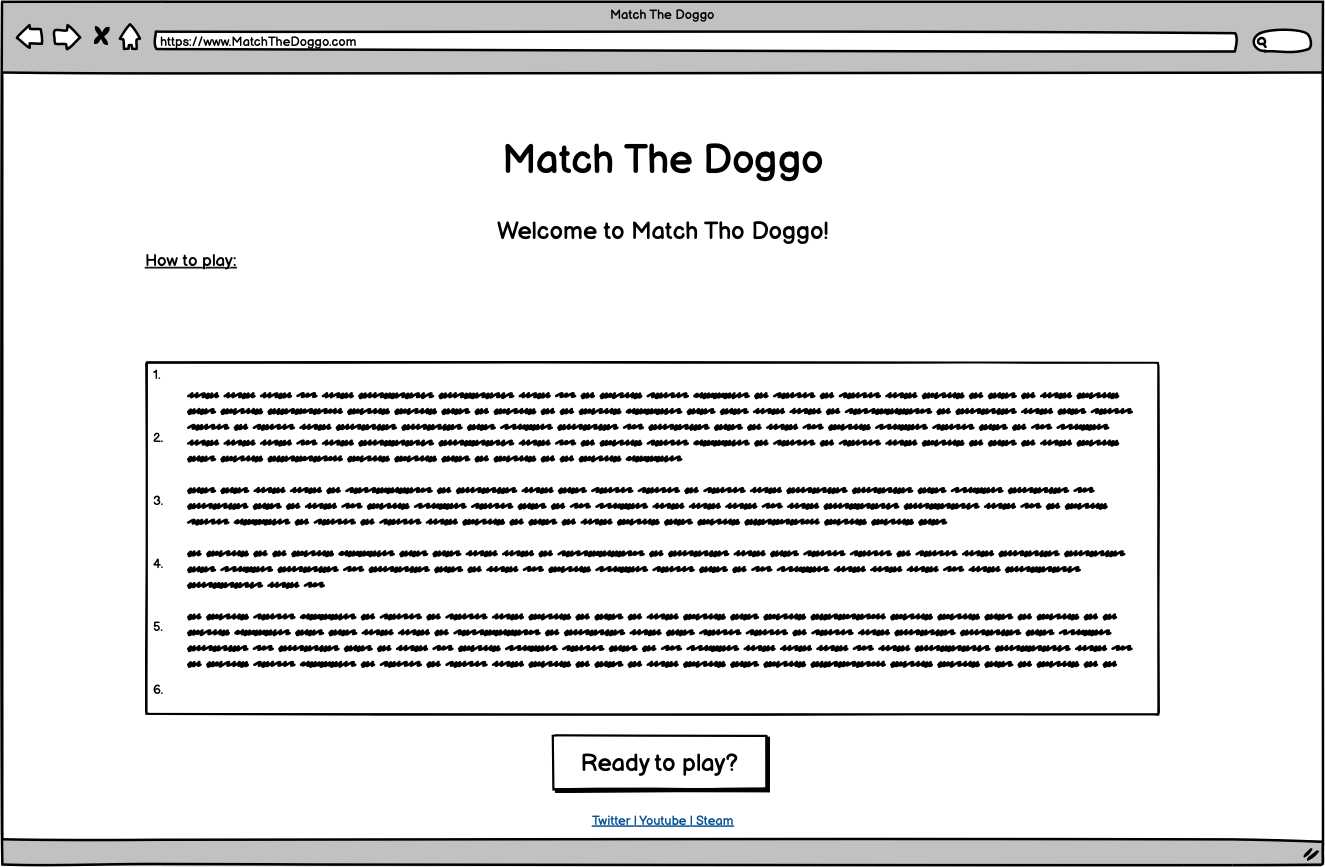 Match The Doggo
https://www.MatchTheDoggo.com
Match The Doggo
Welcome to Match Tho Doggo!
How to play:
1.
2.
3.
4.
5.
6.
Ready to play?
Twitter | Youtube | Steam